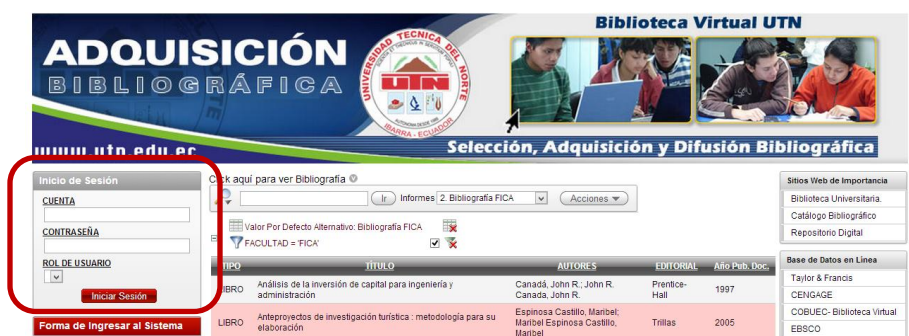 Biblioteca Virtual UTN
ADQUISICIÓN
BIBLIOGRÁFICA
UNIVERSIDAD TECNICA DEL NORTE
UTN
IBARRA - ECUADOR
www.utn.edu.ec
Selección, Adquisición y Difusión Bibliográfica
Inicio de Sesión
CUENTA
CONTRASEÑA
ROL DE USUARIO
Iniciar Sesión
Forma de Ingresar al Sistema
Click aquí para ver Bibliografía
Ir Informes 2. Bibliografía FICA Acciones
Valor Por Defecto Alternativo: Bibliografía FICA
FACULTAD = 'FICA'
TIPO TÍTULO AUTORES EDITORIAL Año Pub. Doc.
LIBRO Análisis de la inversión de capital para ingeniería y administración Canadá, John R.; John R. Canada, John R. Prentice-Hall 1997
LIBRO Anteproyectos de investigación turística : metodología para su elaboración Espinosa Castillo, Maribel; Maribel Espinosa Castillo, Maribel Trillas 2005
Sitios Web de Importancia
Biblioteca Universitaria.
Catálogo Bibliográfico
Repositorio Digital
Base de Datos en Linea
Taylor & Francis
CENGAGE
COBUEC- Biblioteca Virtual
EBSCO